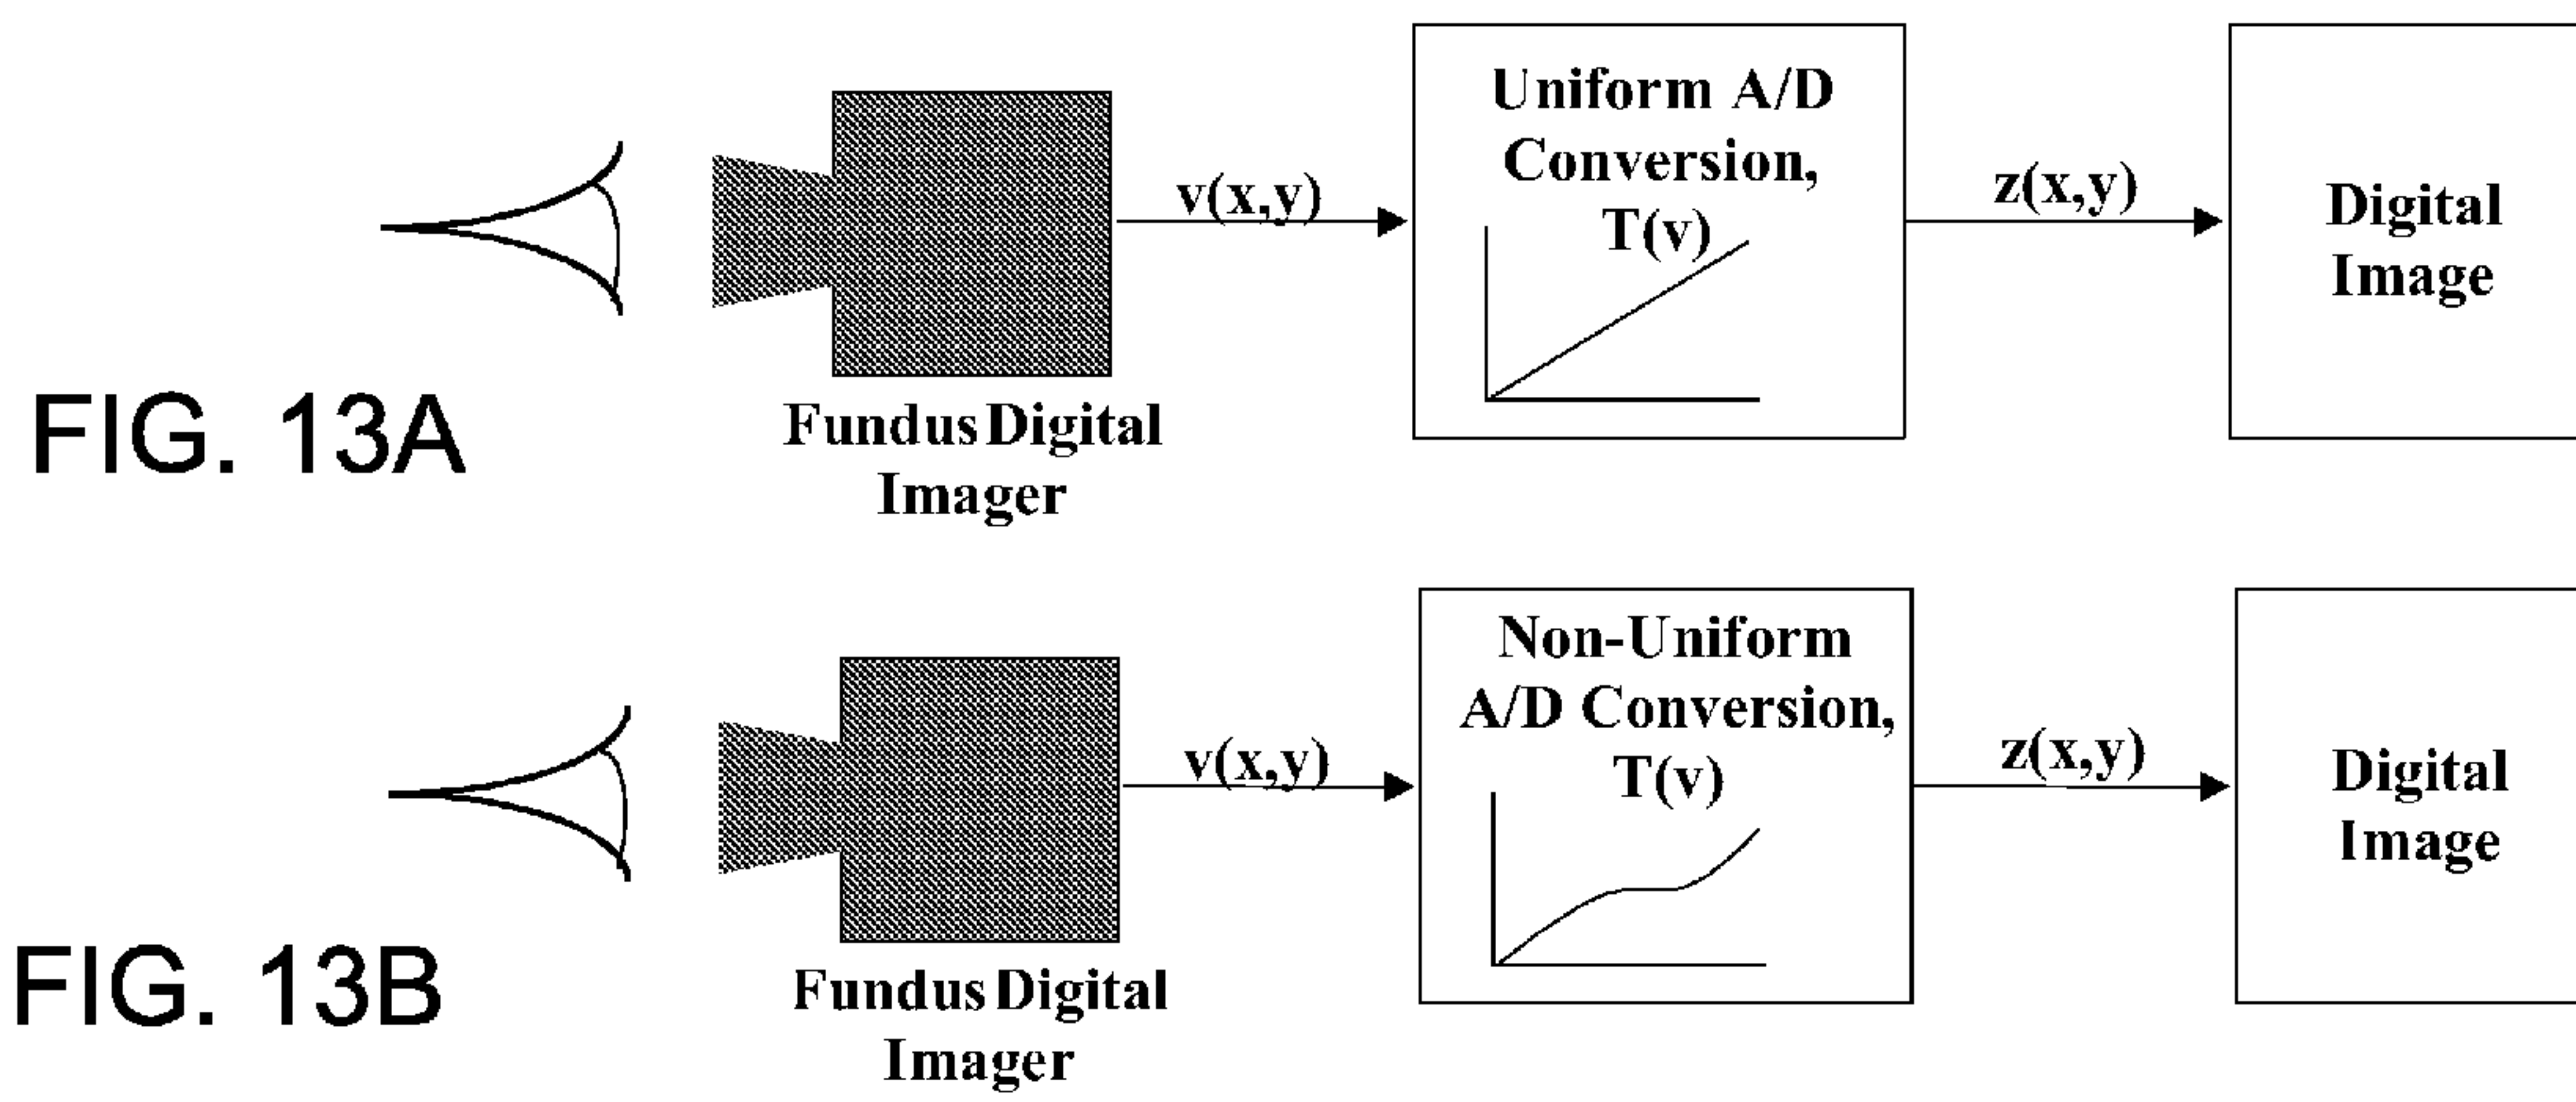 Uniform A/D
Conversion,
T(v)
v(x,y)
z(x,y)
Digital
Image
Fundus Digital
Imager
FIG. 13A
Non-Uniform
A/D Conversion,
T(v)
v(x,y)
z(x,y)
Digital
Image
Fundus Digital
Imager
FIG. 13B